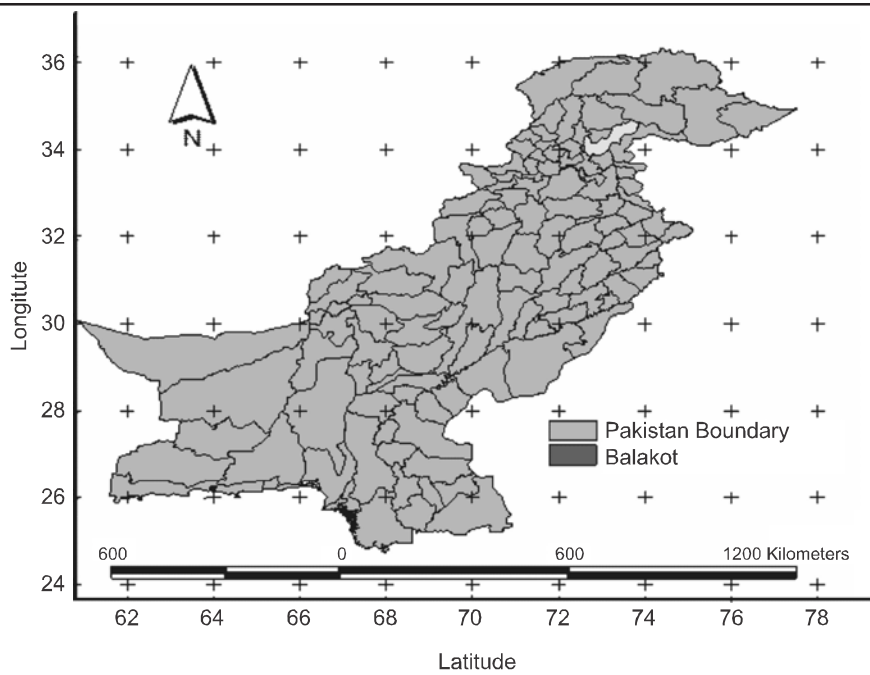 36
34
32
30
28
26
24
N
Longitute
Pakistan Boundary
Balakot
600 0 600 1200 Kilometers
62 64 66 68 70 72 74 76 78
Latitude